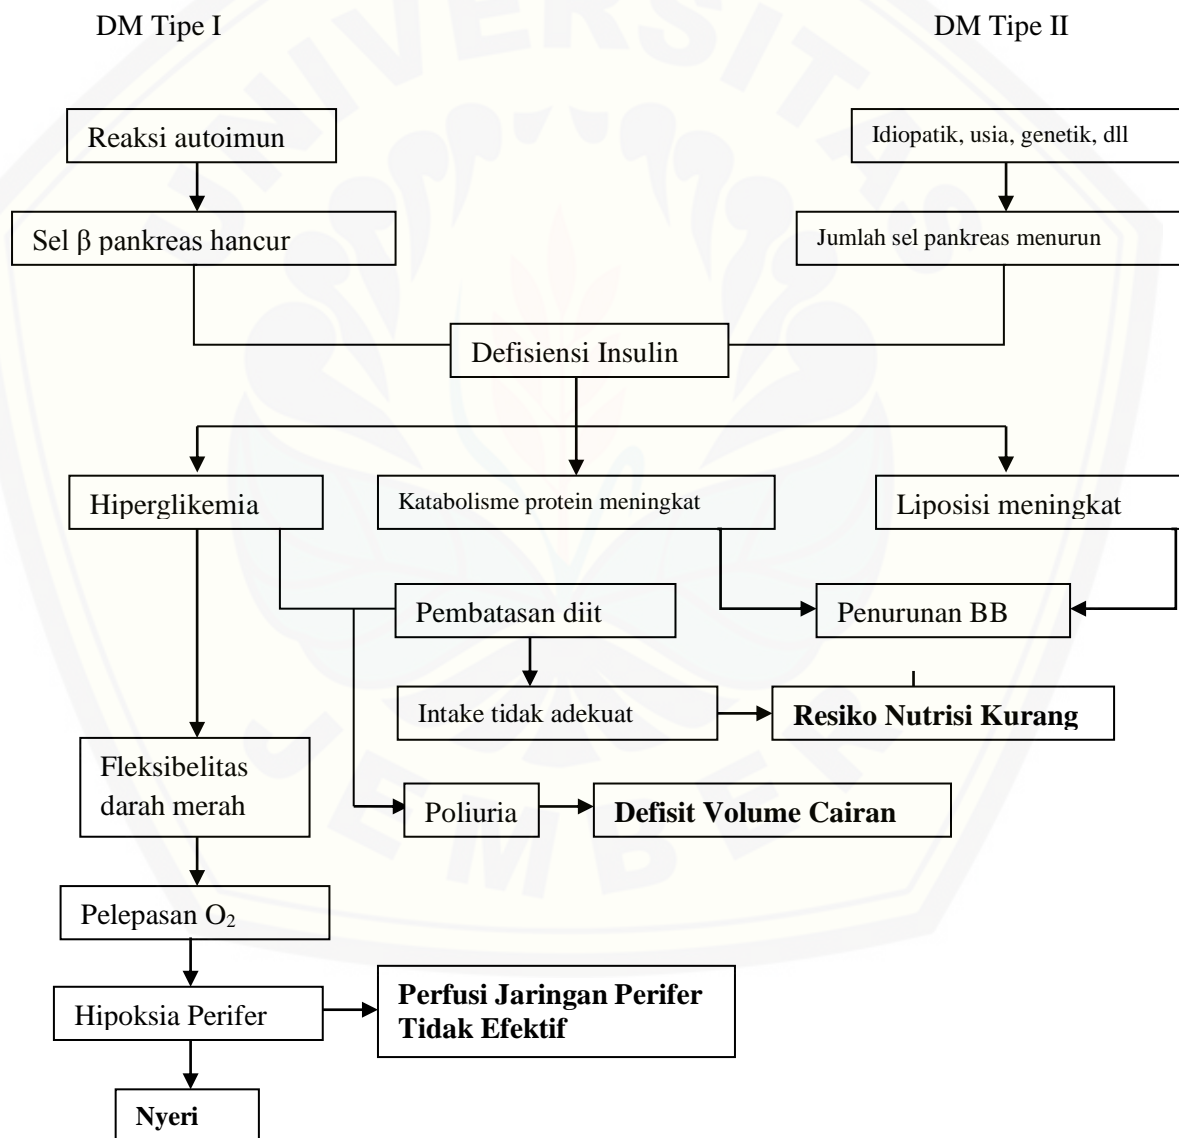 DM Tipe I
DM Tipe II
Reaksi autoimun
Idiopatik, usia, genetik, dll
Sel β pankreas hancur
Jumlah sel pankreas menurun
Defisiensi Insulin
Hiperglikemia
Katabolisme protein meningkat
Liposisi meningkat
Pembatasan diit
Penurunan BB
Intake tidak adekuat
Resiko Nutrisi Kurang
Fleksibelitas
darah merah
Poliuria
Defisit Volume Cairan
Pelepasan O₂
Hipoksia Perifer
Perfusi Jaringan Perifer
Tidak Efektif
Nyeri
UNIVERSITAS
JEMBER